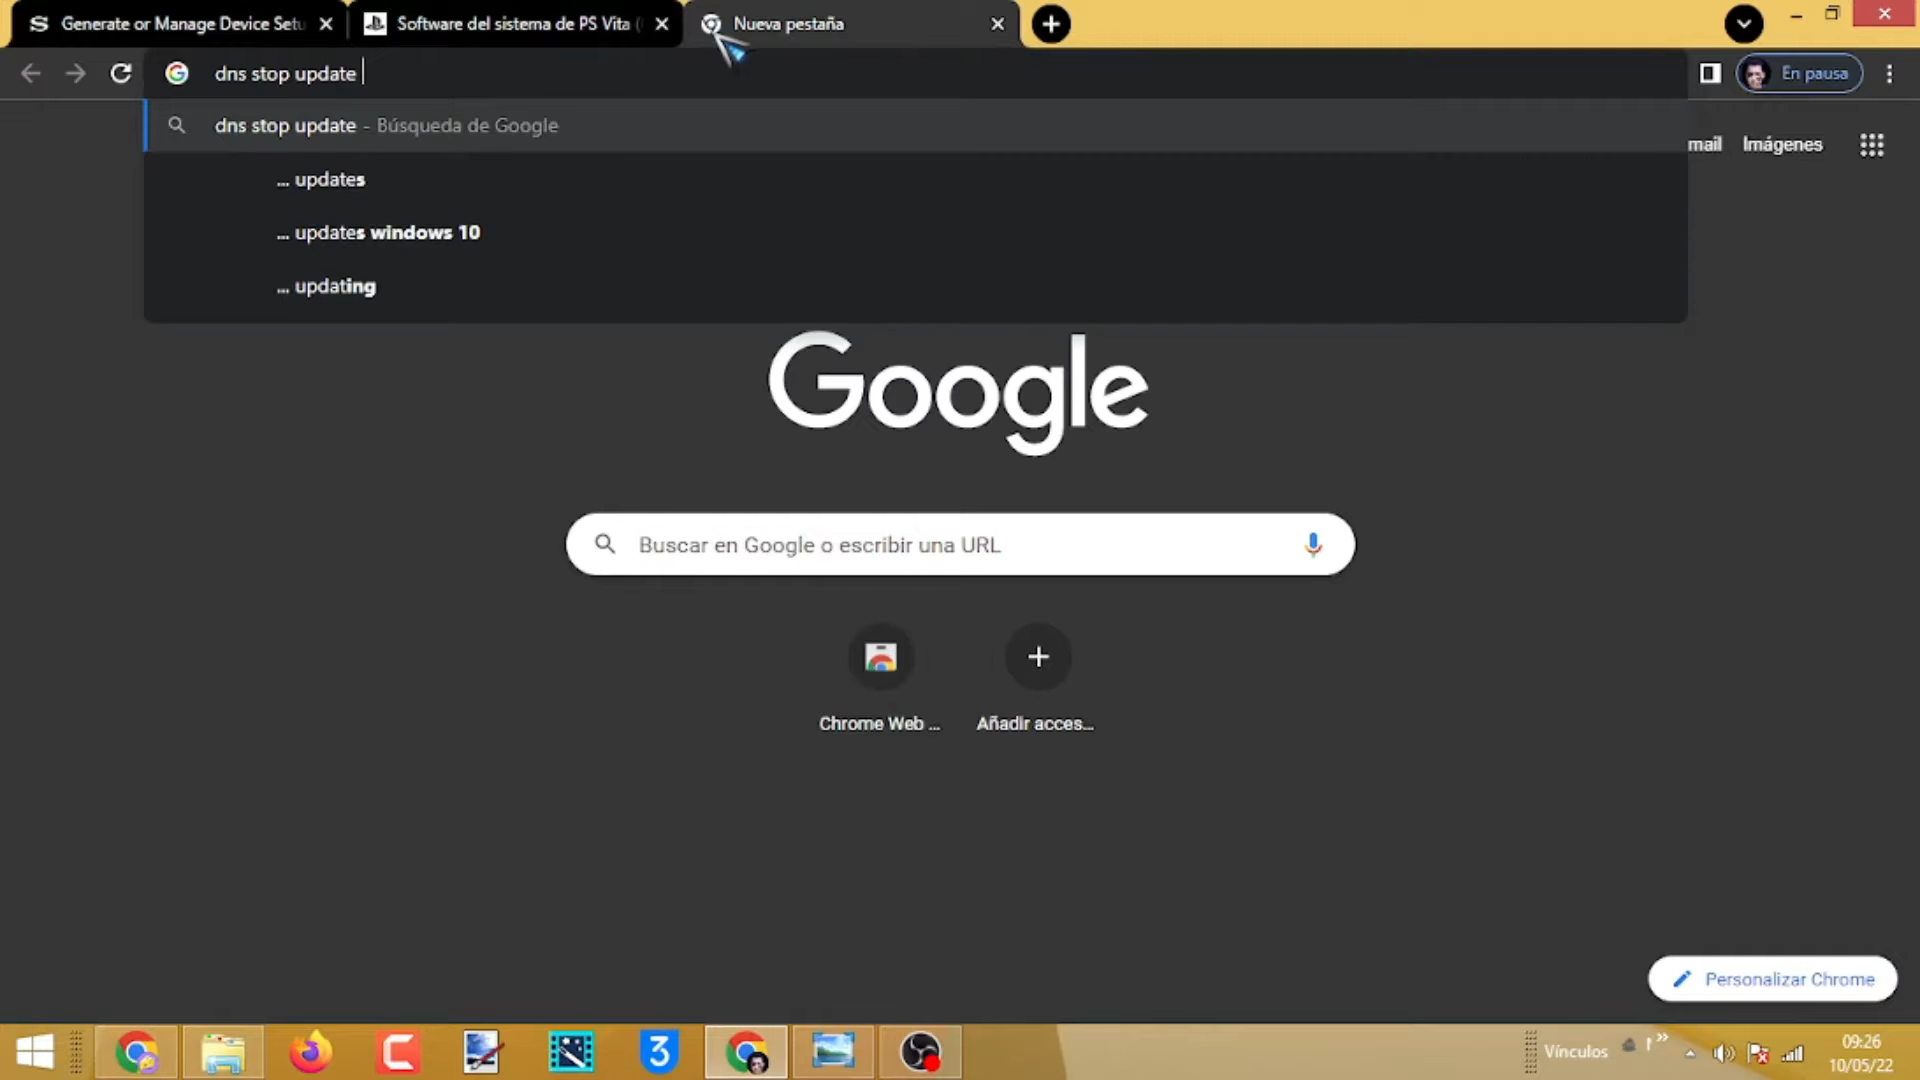 Generate or Manage Device Setu
Software del sistema de PS Vita (
Nueva pestaña
dns stop update
En pausa
dns stop update - Búsqueda de Google
... updates
... updates windows 10
... updating
mail
Imágenes
Google
Buscar en Google o escribir una URL
Chrome Web ...
Añadir acces...
Personalizar Chrome
Vínculos
09:26
10/05/22